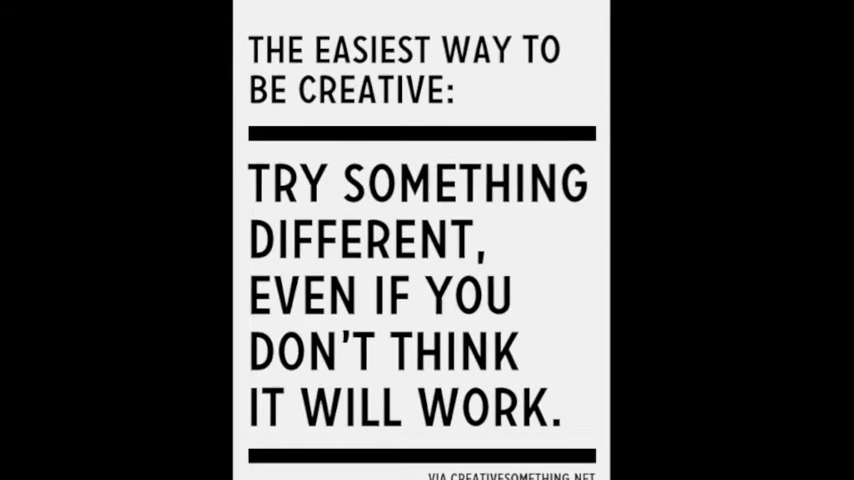 THE EASIEST WAY TO
BE CREATIVE:
TRY SOMETHING
DIFFERENT,
EVEN IF YOU
DON'T THINK
IT WILL WORK.
VIA CREATIVESOMETHING.NET